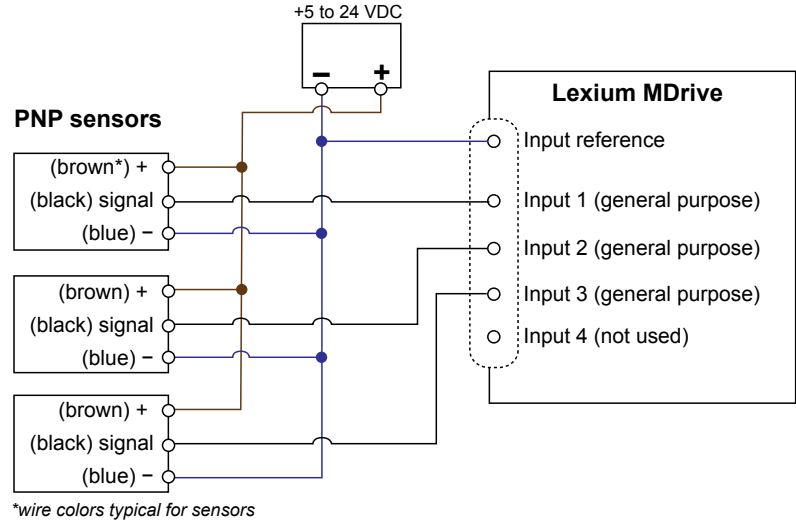 +5 to 24 VDC
− +
Lexium MDrive
PNP sensors
Input reference
(brown*) +
(black) signal
(blue) −
Input 1 (general purpose)
Input 2 (general purpose)
(brown) +
(black) signal
(blue) −
Input 3 (general purpose)
Input 4 (not used)
(brown) +
(black) signal
(blue) −
*wire colors typical for sensors